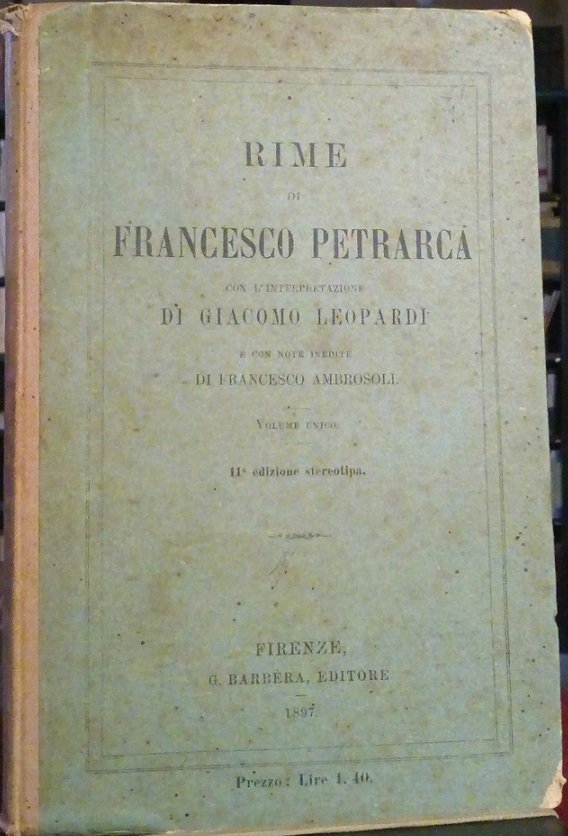 RIME
DI
FRANCESCO PETRARCA
CON L'INTERPRETAZIONE
DI GIACOMO LEOPARDI
E CON NOTE INEDITE
DI FRANCESCO AMBROSOLI.
VOLUME UNICO.
11ª edizione stereotipa.
FIRENZE,
G. BARBÈRA, EDITORE
1897
Prezzo: Lire 1. 40.